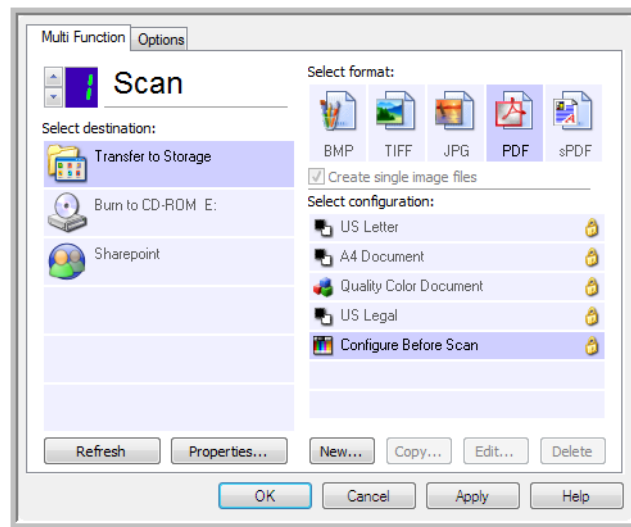 Multi Function
Options
1
Scan
Select destination:
Transfer to Storage
Burn to CD-ROM  E:
Sharepoint
Refresh
Properties...
Select format:
BMP
TIFF
JPG
PDF
sPDF
Create single image files
Select configuration:
US Letter
A4 Document
Quality Color Document
US Legal
Configure Before Scan
New...
Copy...
Edit...
Delete
OK
Cancel
Apply
Help